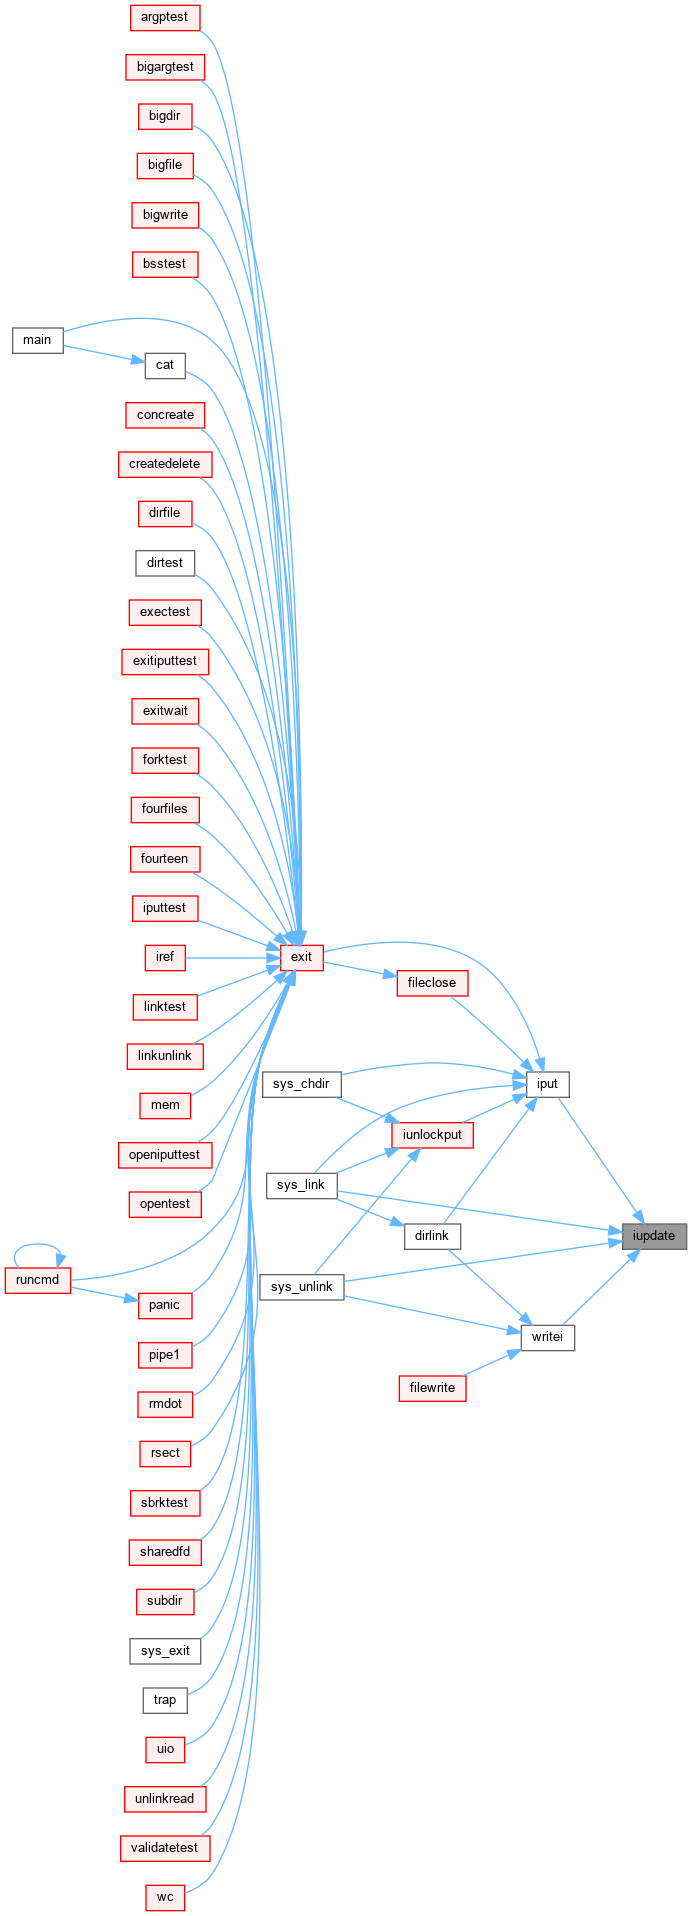 argptest
bigargtest
bigdir
bigfile
bigwrite
bsstest
main
cat
concreate
createdelete
dirfile
dirtest
exectest
exitiputtest
exitwait
forktest
fourfiles
fourteen
iputtest
iref
exit
fileclose
linktest
linkunlink
sys_chdir
iput
mem
iunlockput
openiputtest
sys_link
opentest
dirlink
iupdate
runcmd
sys_unlink
panic
writei
pipe1
filewrite
rmdot
rsect
sbrktest
sharedfd
subdir
sys_exit
trap
uio
unlinkread
validatetest
wc